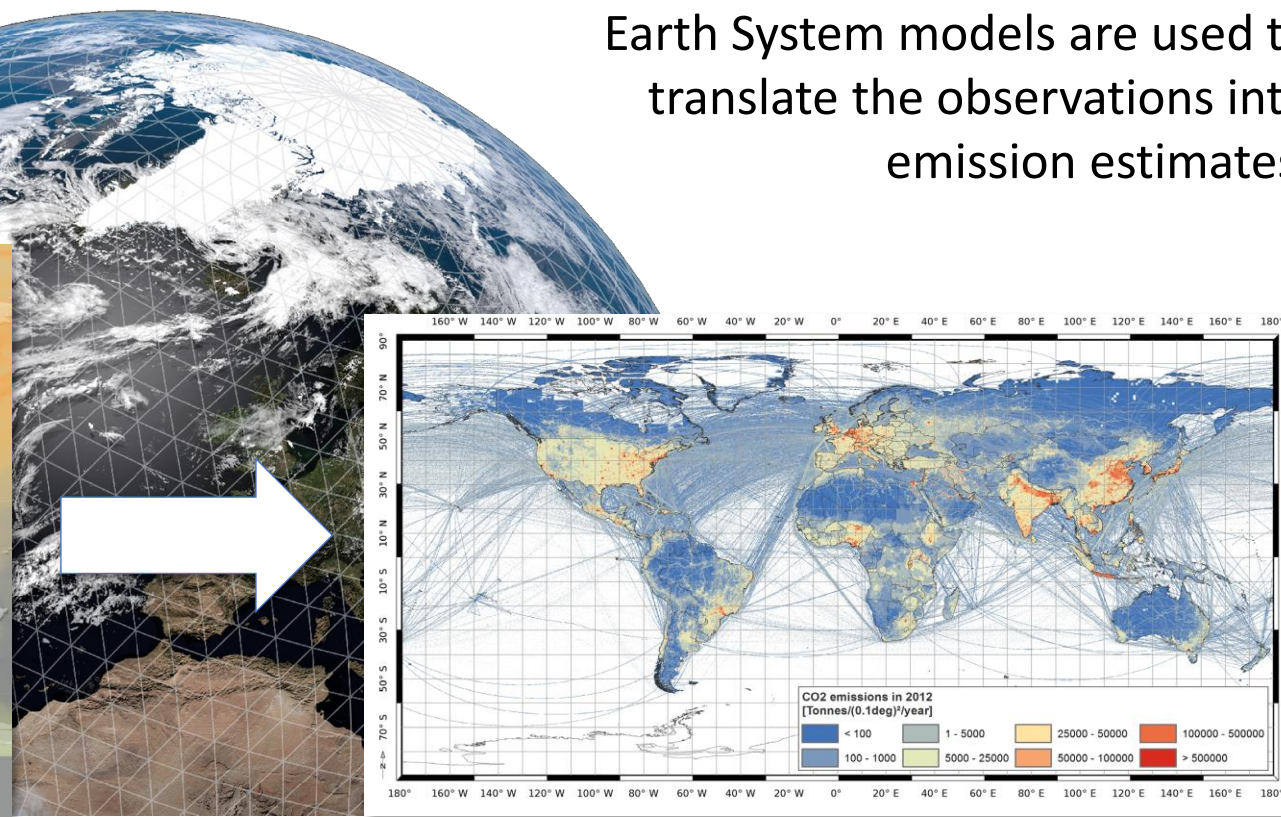 Earth System models are used t
translate the observations int
emission estimates
160° W 140° W 120° W 100° W 80° W 60° W 40° W 20° W 0° 20° E 40° E 60° E 80° E 100° E 120° E 140° E 160° E 180°
90°
70° N
50° N
30° N
10° N
10° S
30° S
50° S
70° S
N
CO2 emissions in 2012
[Tonnes/(0.1deg)²/year]
< 100 1 - 5000 25000 - 50000 100000 - 500000
100 - 1000 5000 - 25000 50000 - 100000 > 500000
180° 160° W 140° W 120° W 100° W 80° W 60° W 40° W 20° W 0° 20° E 40° E 60° E 80° E 100° E 120° E 140° E 160° E 180°